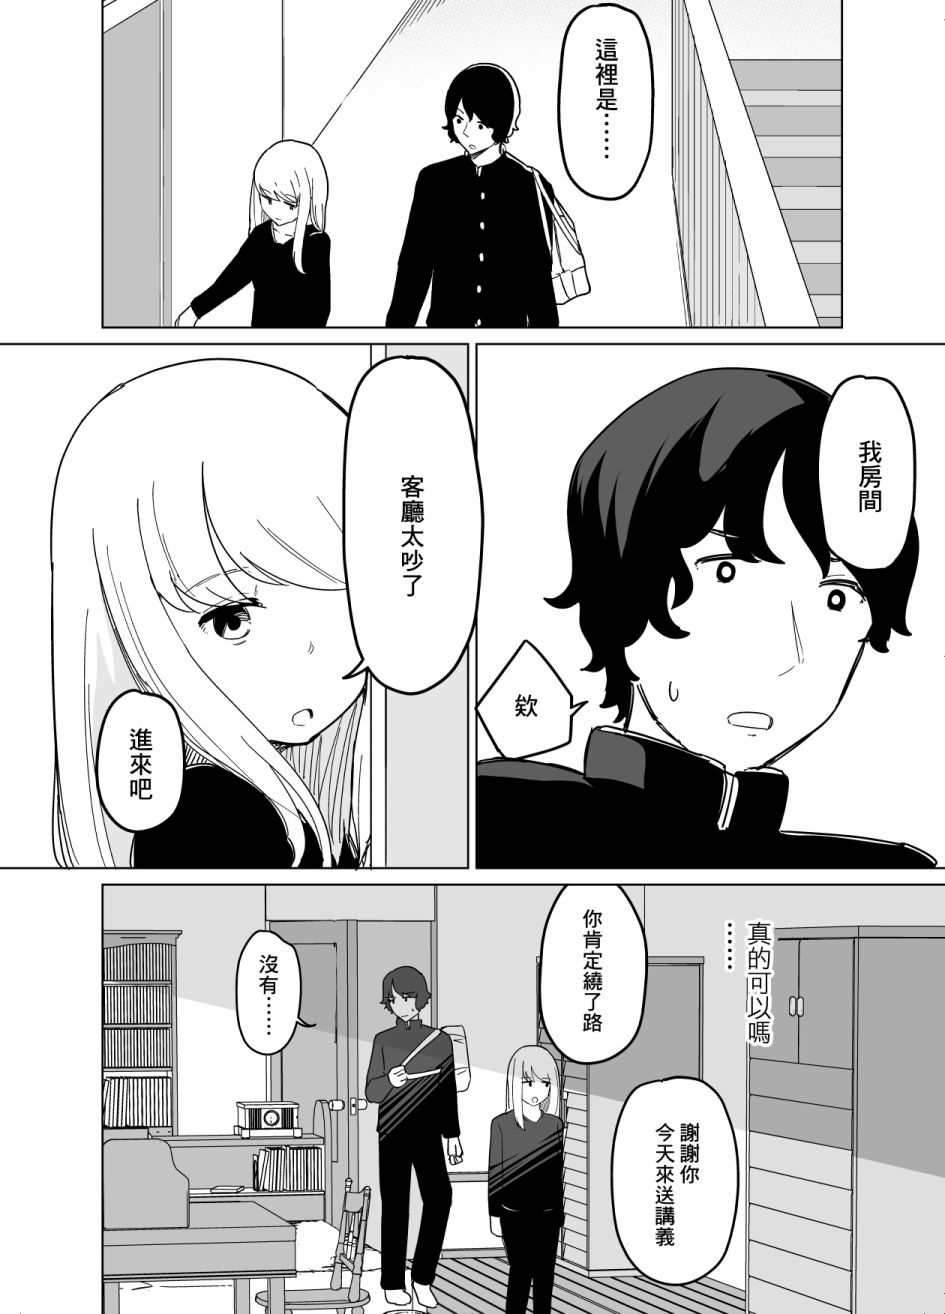 這裡是……
我房間
欸
客廳太吵了
進來吧
真的可以嗎
……
你肯定繞了路
謝謝你
今天來送講義
沒有……